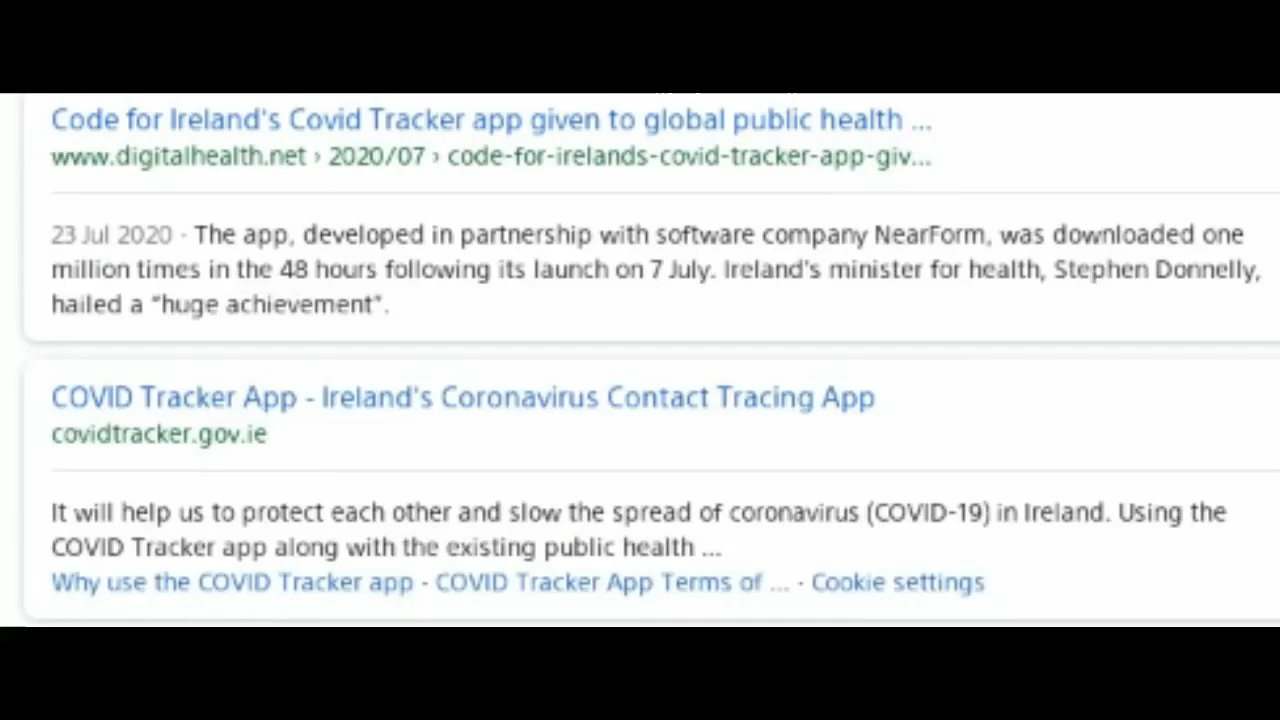 Code for Ireland's Covid Tracker app given to global public health ...
www.digitalhealth.net › 2020/07 › code-for-irelands-covid-tracker-app-giv...
23 Jul 2020 - The app, developed in partnership with software company NearForm, was downloaded one
million times in the 48 hours following its launch on 7 July. Ireland's minister for health, Stephen Donnelly,
hailed a "huge achievement".
COVID Tracker App - Ireland's Coronavirus Contact Tracing App
covidtracker.gov.ie
It will help us to protect each other and slow the spread of coronavirus (COVID-19) in Ireland. Using the
COVID Tracker app along with the existing public health ...
Why use the COVID Tracker app - COVID Tracker App Terms of ... · Cookie settings